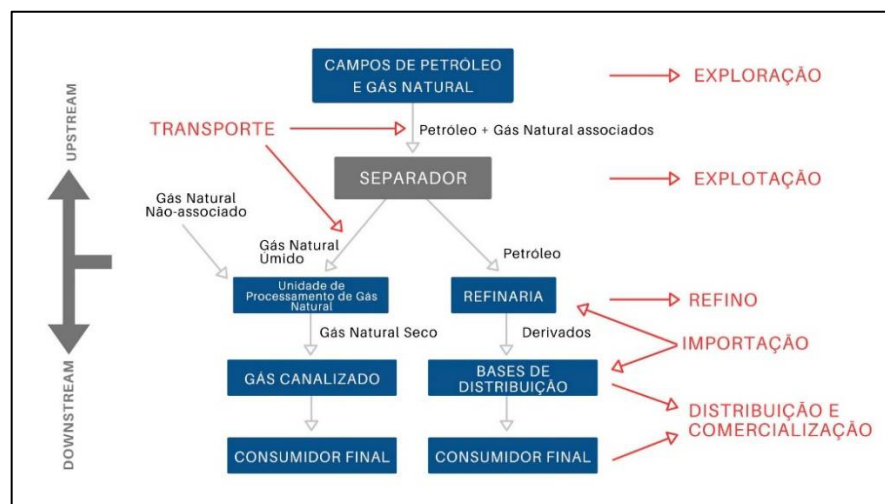 CAMPOS DE PETRÓLEO
E GÁS NATURAL
EXPLORAÇÃO
UPSTREAM
TRANSPORTE
Petróleo + Gás Natural associados
SEPARADOR
EXPLOTAÇÃO
Gás Natural
Não-associado
Gás Natural
Úmido
Petróleo
Unidade de
Processamento de Gás
Natural
REFINARIA
REFINO
Gás Natural Seco
Derivados
IMPORTAÇÃO
GÁS CANALIZADO
BASES DE
DISTRIBUIÇÃO
DISTRIBUIÇÃO E
COMERCIALIZAÇÃO
DOWNSTREAM
CONSUMIDOR FINAL
CONSUMIDOR FINAL